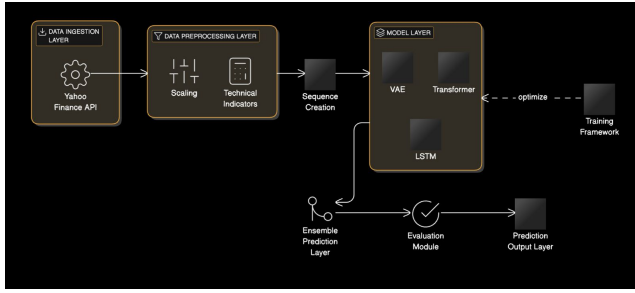 DATA INGESTION
LAYER
Yahoo
Finance API
DATA PREPROCESSING LAYER
Scaling
Technical
Indicators
Sequence
Creation
MODEL LAYER
VAE
Transformer
LSTM
optimize
Training
Framework
Ensemble
Prediction
Layer
Evaluation
Module
Prediction
Output Layer